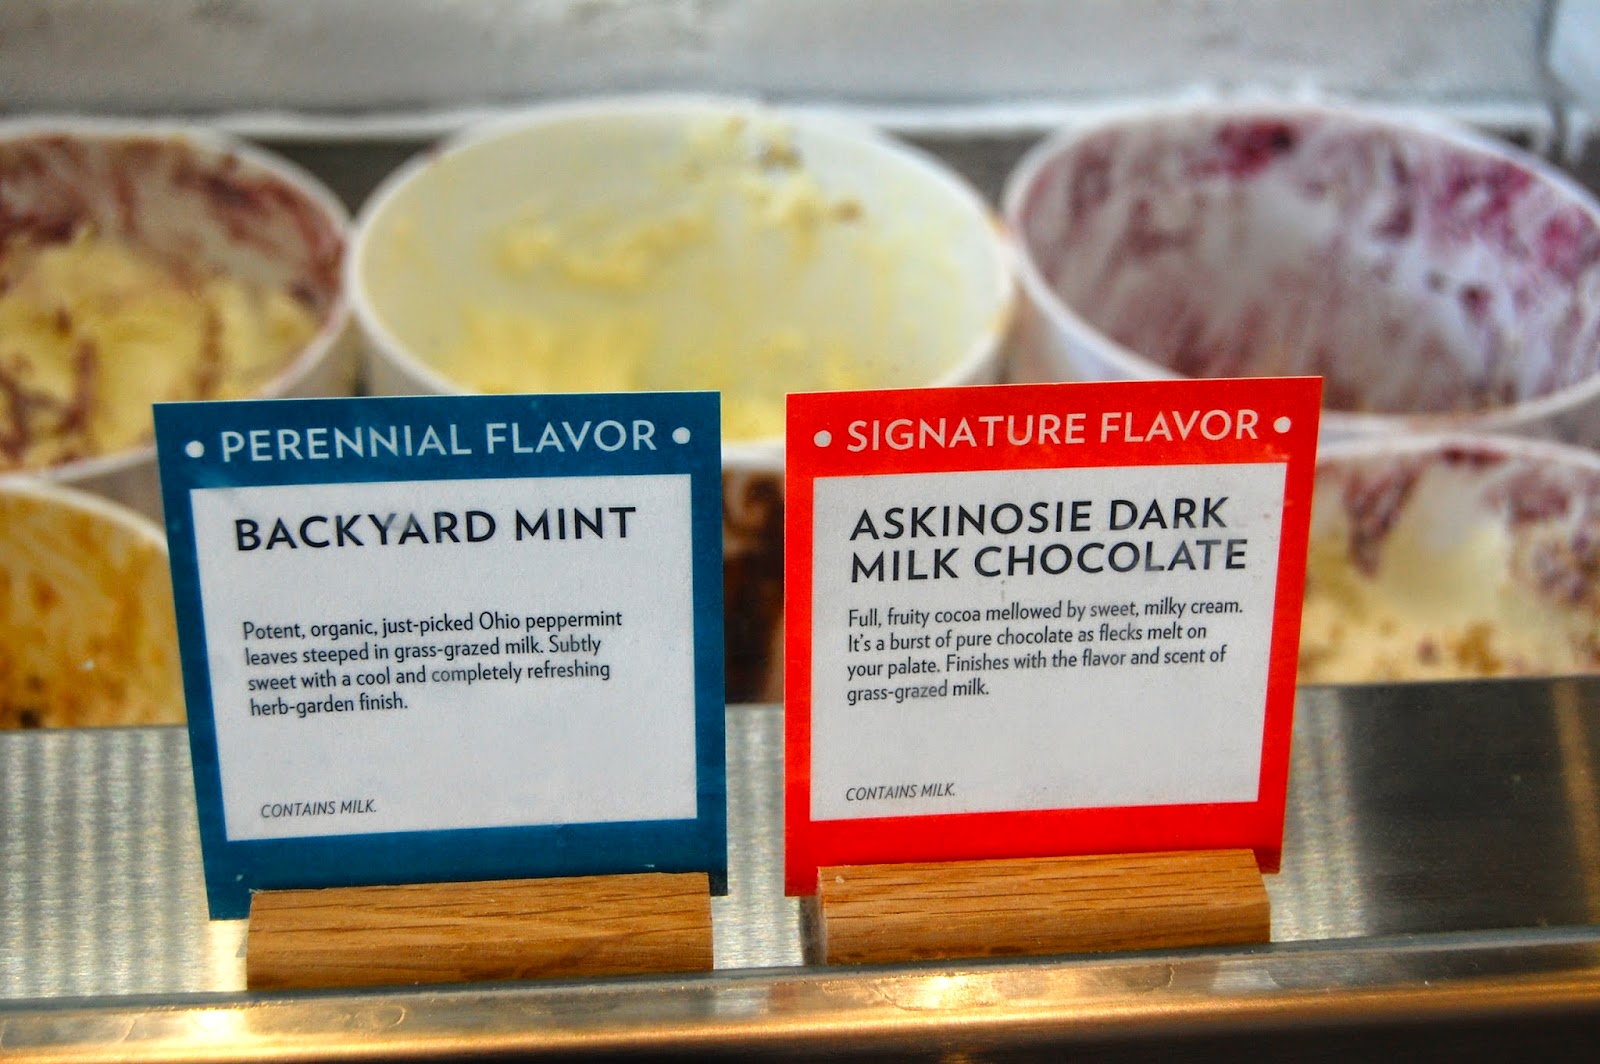 • PERENNIAL FLAVOR •
BACKYARD MINT
Potent, organic, just-picked Ohio peppermint
leaves steeped in grass-grazed milk. Subtly
sweet with a cool and completely refreshing
herb-garden finish.
CONTAINS MILK.
• SIGNATURE FLAVOR •
ASKINOSIE DARK
MILK CHOCOLATE
Full, fruity cocoa mellowed by sweet, milky cream.
It's a burst of pure chocolate as flecks melt on
your palate. Finishes with the flavor and scent of
grass-grazed milk.
CONTAINS MILK.